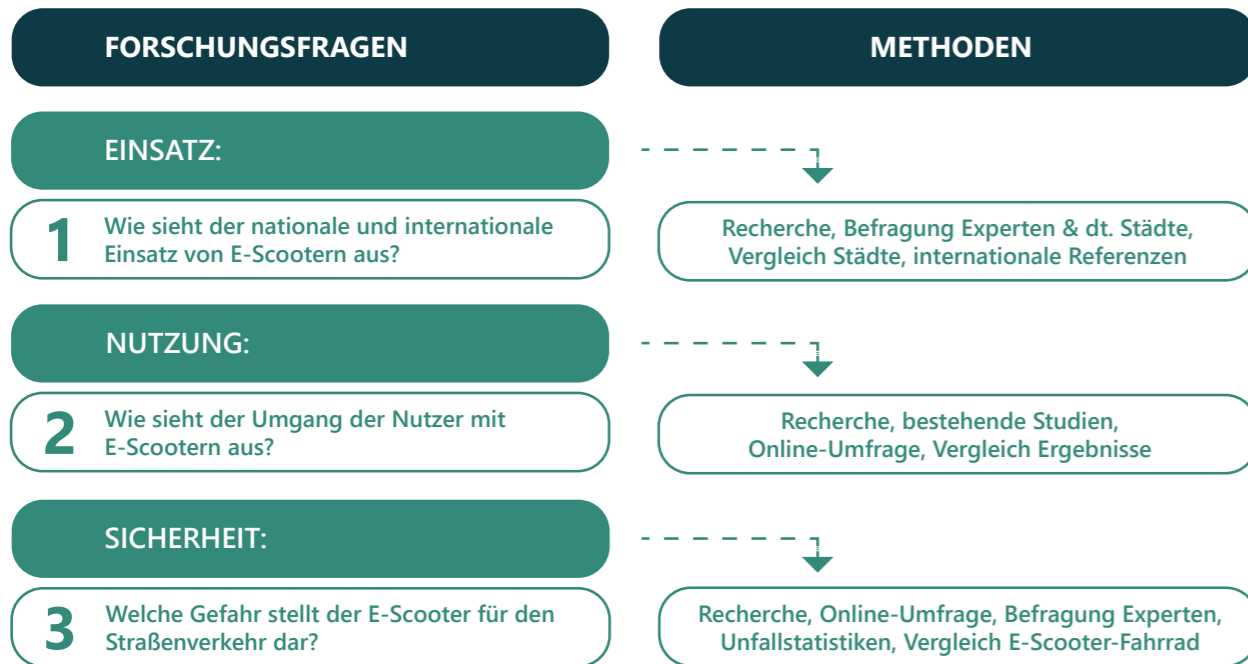 FORSCHUNGSFRAGEN
METHODEN
EINSATZ:
1
Wie sieht der nationale und internationale
Einsatz von E-Scootern aus?
Recherche, Befragung Experten & dt. Städte,
Vergleich Städte, internationale Referenzen
NUTZUNG:
2
Wie sieht der Umgang der Nutzer mit
E-Scootern aus?
Recherche, bestehende Studien,
Online-Umfrage, Vergleich Ergebnisse
SICHERHEIT:
3
Welche Gefahr stellt der E-Scooter für den
Straßenverkehr dar?
Recherche, Online-Umfrage, Befragung Experten,
Unfallstatistiken, Vergleich E-Scooter-Fahrrad